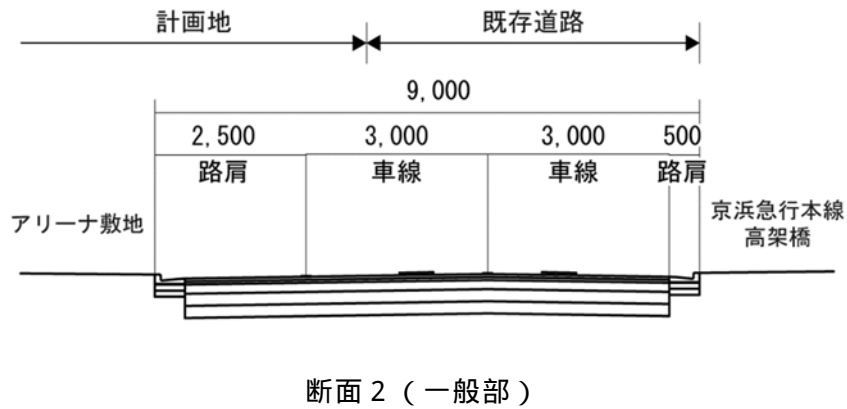 計画地 既存道路
9,000
2,500 3,000 3,000 500
路肩 車線 車線 路肩
アリーナ敷地
京浜急行本線
高架橋
断面２（一般部）